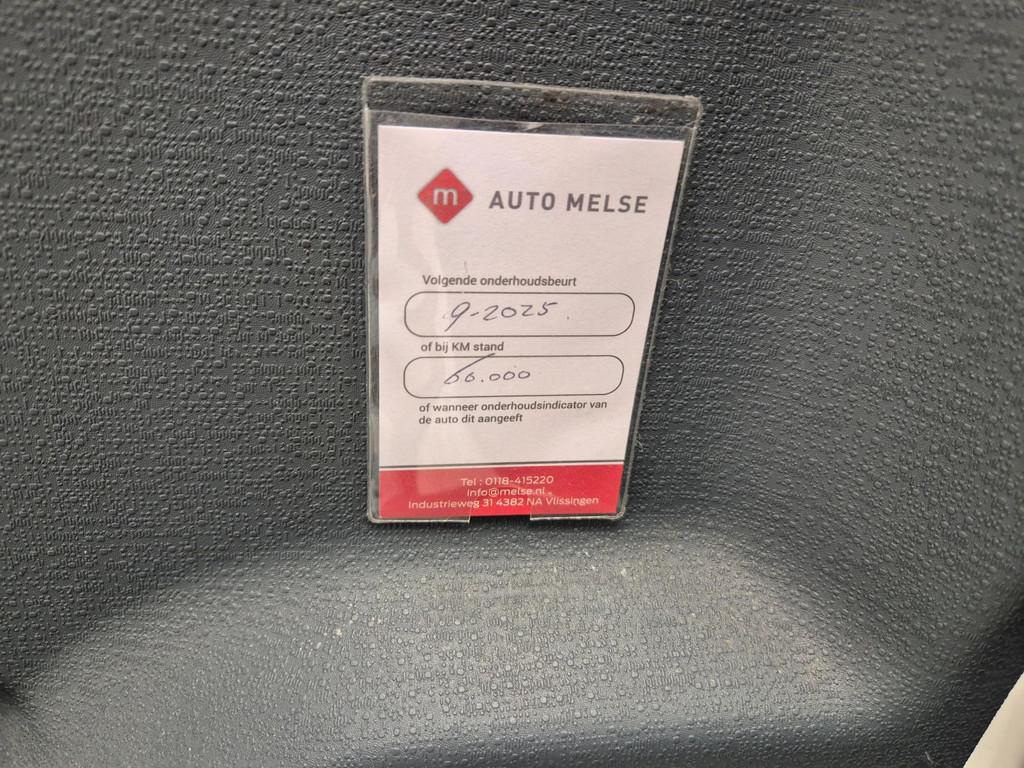 m AUTO MELSE
Volgende onderhoudsbeurt
9-2025
of bij KM stand
60.000
of wanneer onderhoudsindicator van
de auto dit aangeeft
Tel : 0118-415220
info@melse.nl
Industrieweg 31 4382 NA Vlissingen